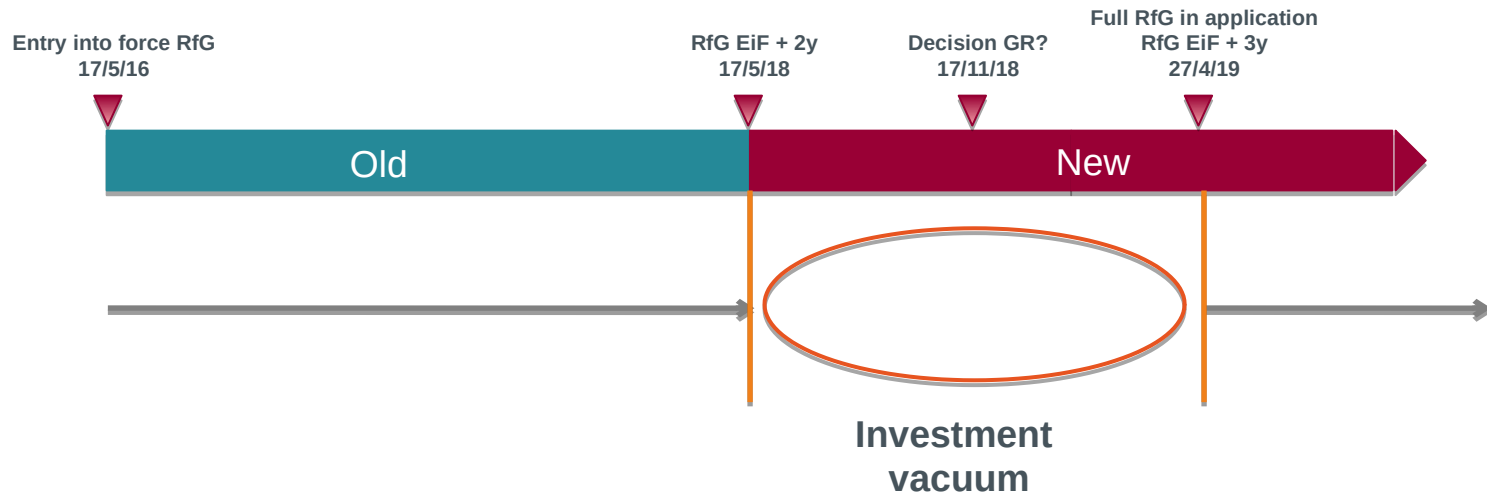 Entry into force RfG
17/5/16
RfG EiF + 2y
17/5/18
Decision GR?
17/11/18
Full RfG in application
RfG EiF + 3y
27/4/19
Old
New
Investment
vacuum